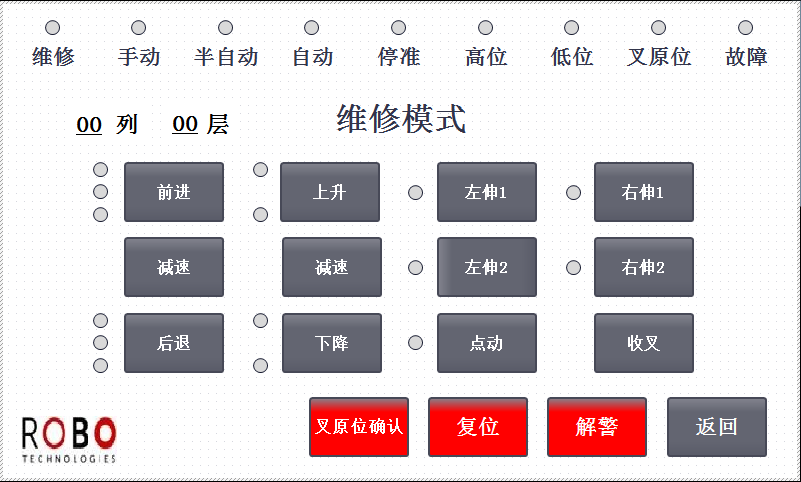 维修 手动 半自动 自动 停准 高位 低位 叉原位 故障
00 列 00 层 维修模式
前进 上升 左伸1 右伸1
减速 减速 左伸2 右伸2
后退 下降 点动 收叉
叉原位确认 复位 解警 返回
ROBO
TECHNOLOGIES